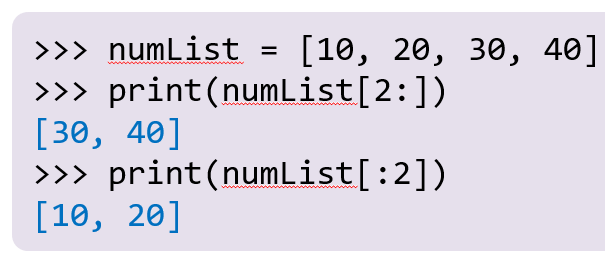 >>> numList = [10, 20, 30, 40]
>>> print(numList[2:])
[30, 40]
>>> print(numList[:2])
[10, 20]